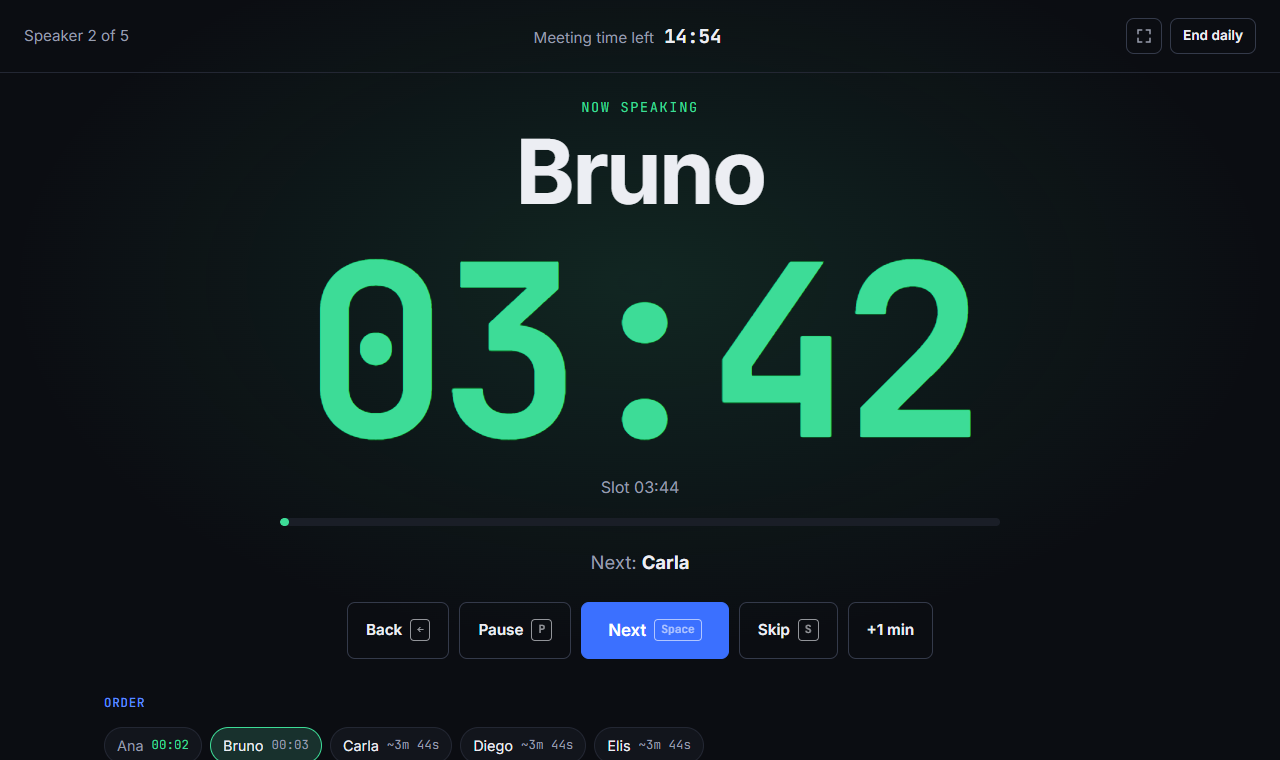 Speaker 2 of 5
Meeting time left 14:54
End daily
NOW SPEAKING
Bruno
03:42
Slot 03:44
Next: Carla
Back ←
Pause P
Next Space
Skip S
+1 min
ORDER
Ana 00:02
Bruno 00:03
Carla ~3m 44s
Diego ~3m 44s
Elis ~3m 44s